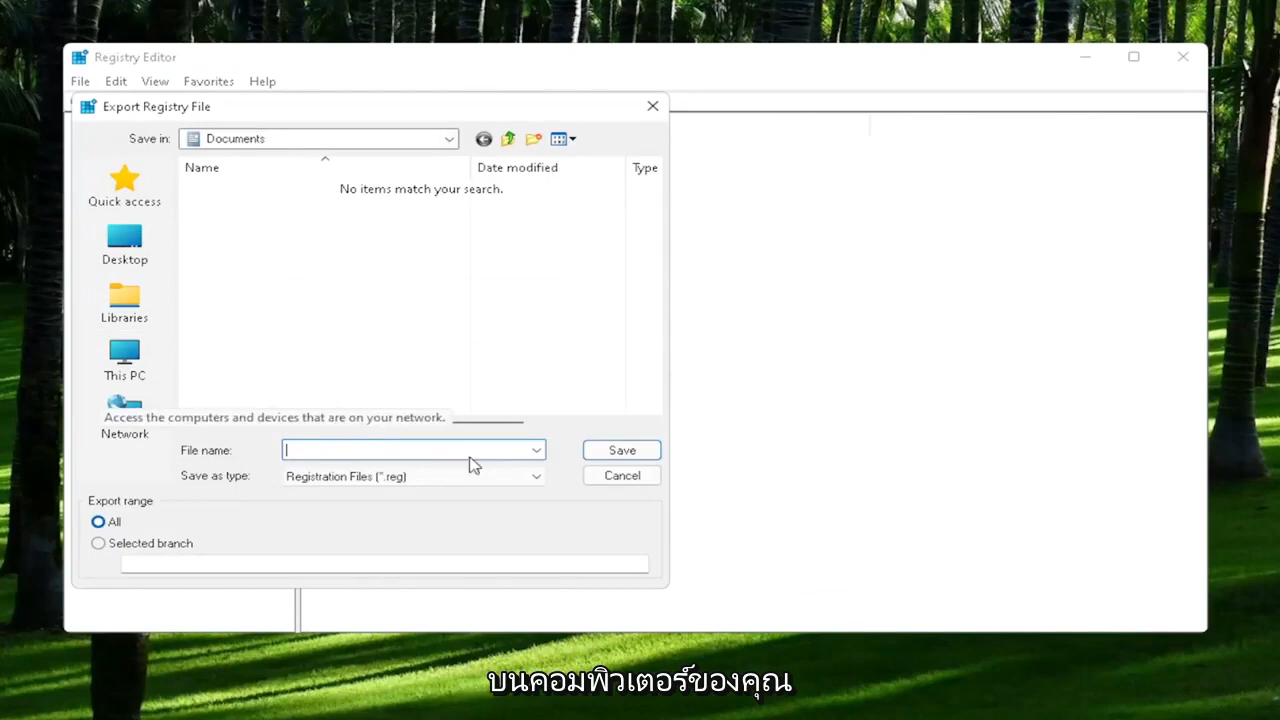 Registry Editor
File Edit View Favorites Help
Export Registry File
Save in: Documents
Name Date modified Type
No items match your search.
Quick access
Desktop
Libraries
This PC
Access the computers and devices that are on your network.
Network
File name: Save
Save as type: Registration Files (*.reg) Cancel
Export range
All
Selected branch
บนคอมพิวเตอร์ของคุณ